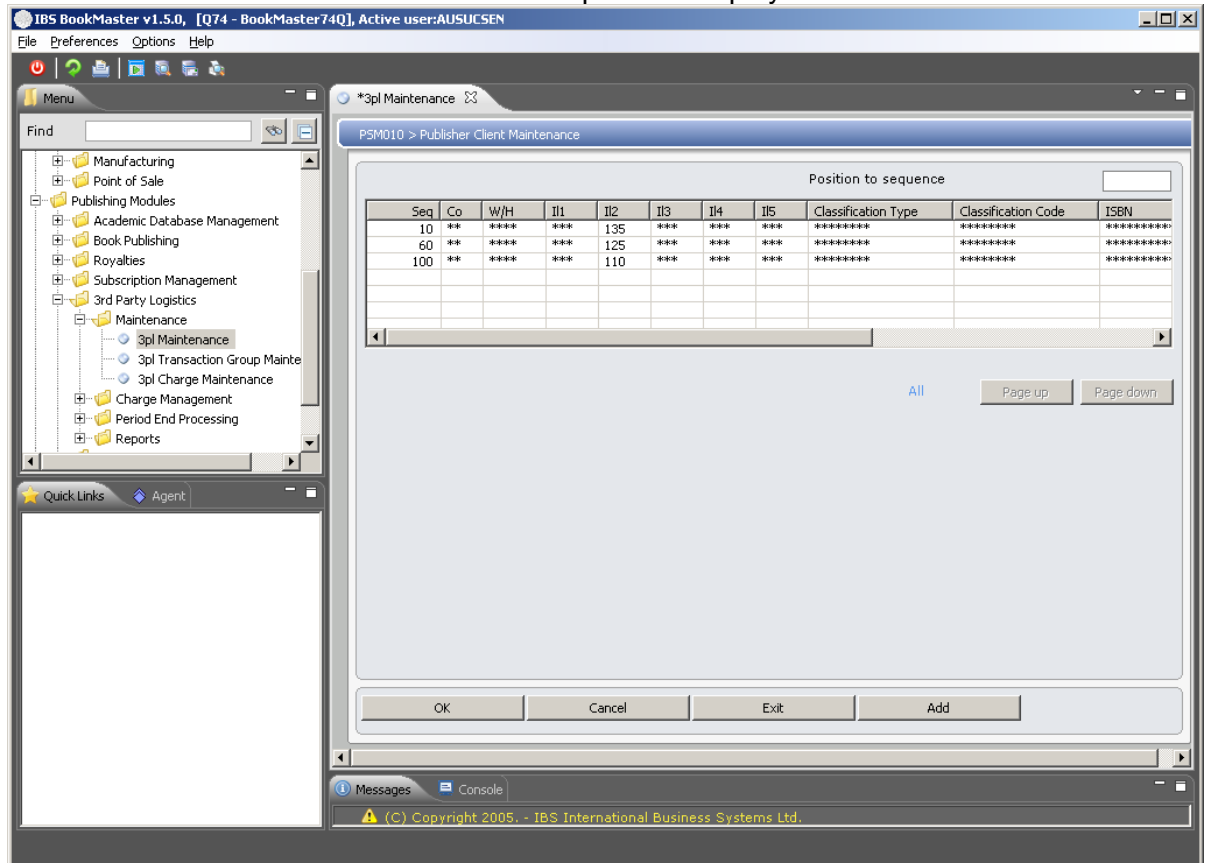 IBS BookMaster v1.5.0, [Q74 - BookMaster74Q], Active user:AUSUCSEN
File Preferences Options Help
Menu
Find
Manufacturing
Point of Sale
Publishing Modules
Academic Database Management
Book Publishing
Royalties
Subscription Management
3rd Party Logistics
Maintenance
3pl Maintenance
3pl Transaction Group Mainte
3pl Charge Maintenance
Charge Management
Period End Processing
Reports
Quick Links Agent
*3pl Maintenance
PSM010 > Publisher Client Maintenance
Position to sequence
Seq Co W/H Il1 Il2 Il3 Il4 Il5 Classification Type Classification Code ISBN
10 ** **** *** 135 *** *** *** ******** ******** **********
60 ** **** *** 125 *** *** *** ******** ******** **********
100 ** **** *** 110 *** *** *** ******** ******** **********
All Page up Page down
OK Cancel Exit Add
Messages Console
(C) Copyright 2005. - IBS International Business Systems Ltd.